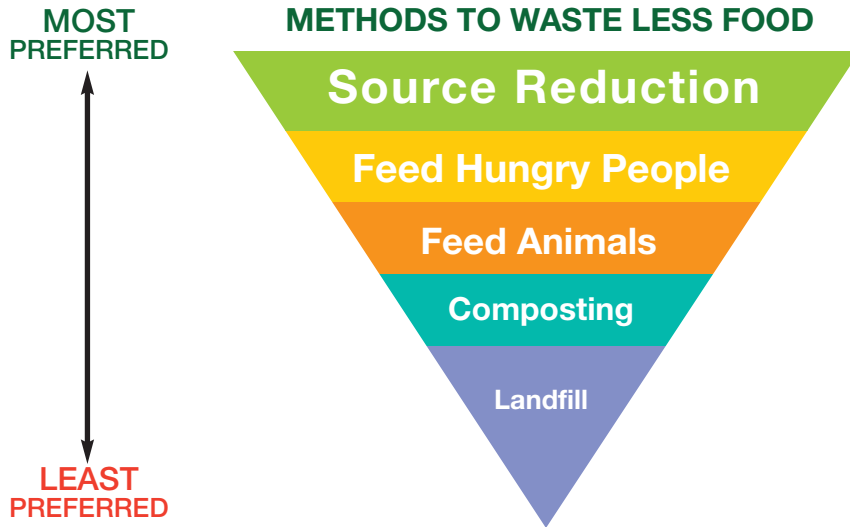 MOST
PREFERRED
METHODS TO WASTE LESS FOOD
Source Reduction
Feed Hungry People
Feed Animals
Composting
Landfill
LEAST
PREFERRED